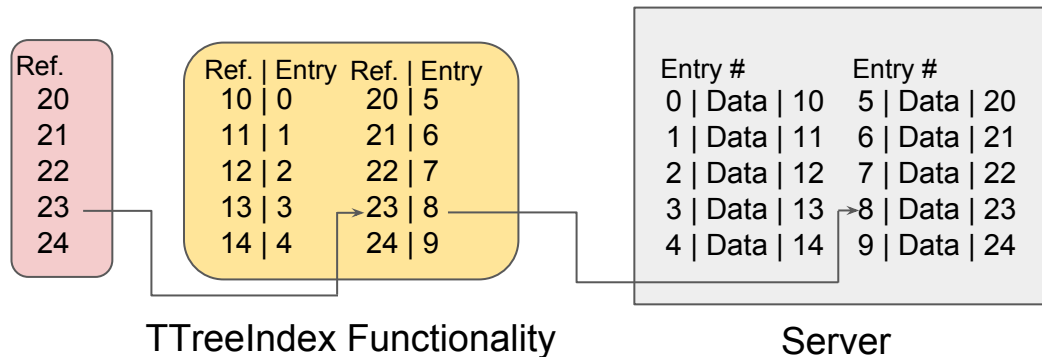 Ref.
20
21
22
23
24
Ref. | Entry Ref. | Entry
10 | 0 20 | 5
11 | 1 21 | 6
12 | 2 22 | 7
13 | 3 23 | 8
14 | 4 24 | 9
TTreeIndex Functionality
Entry # Entry #
0 | Data | 10 5 | Data | 20
1 | Data | 11 6 | Data | 21
2 | Data | 12 7 | Data | 22
3 | Data | 13 8 | Data | 23
4 | Data | 14 9 | Data | 24
Server